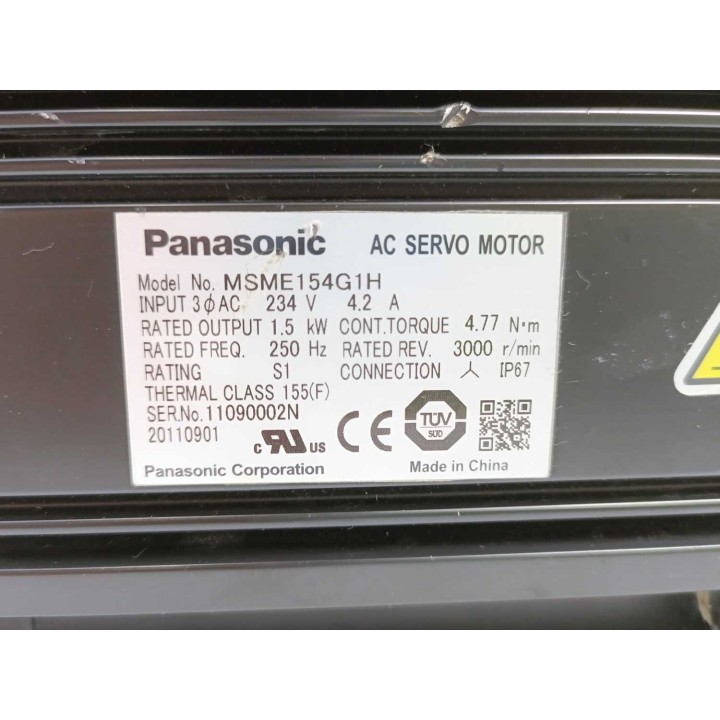 Panasonic AC SERVO MOTOR
Model No. MSME154G1H
INPUT 3ϕAC 234 V 4.2 A
RATED OUTPUT 1.5 kW CONT.TORQUE 4.77 N·m
RATED FREQ. 250 Hz RATED REV. 3000 r/min
RATING S1 CONNECTION 人 IP67
THERMAL CLASS 155(F)
SER.No.11090002N
20110901 c RU US CE TÜV SÜD
Panasonic Corporation Made in China